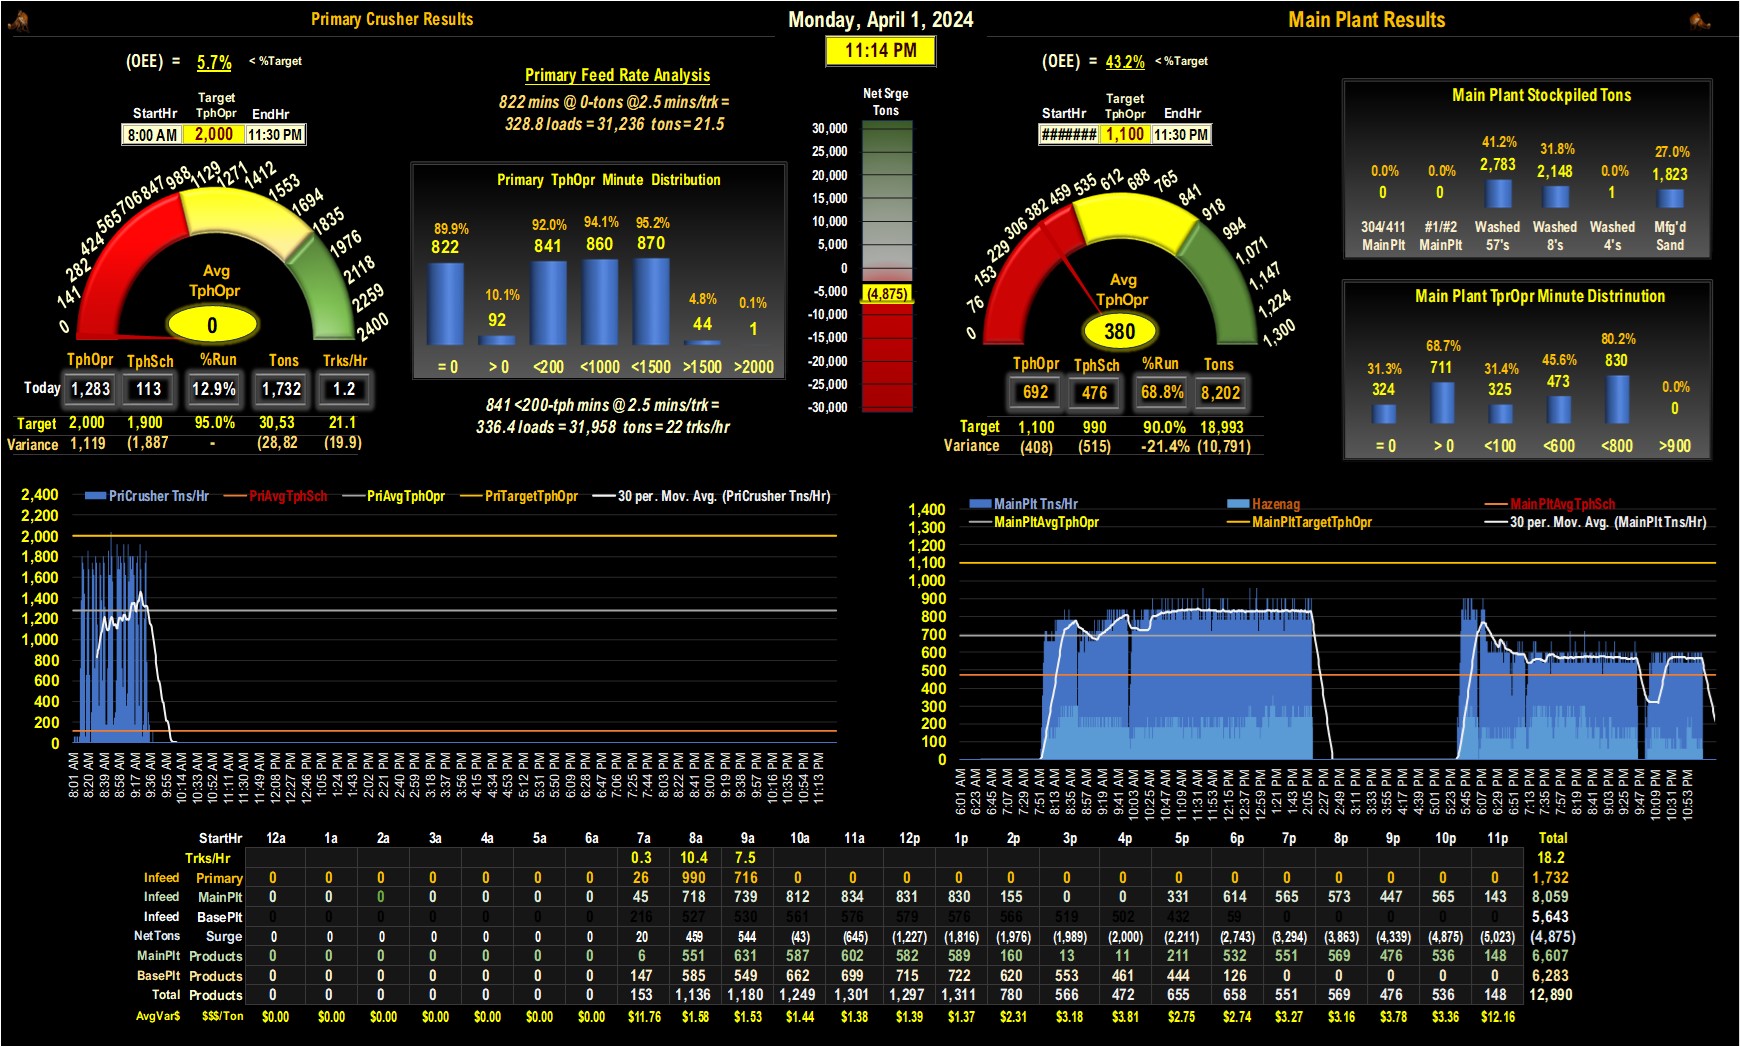 Primary Crusher Results
Monday, April 1, 2024
Main Plant Results
11:14 PM
(OEE) = 5.7% < %Target
Target
StartHr TphOpr EndHr
8:00 AM 2,000 11:30 PM
0 141 282 424 565 706 847 988 1129 1271 1412 1553 1694 1835 1976 2118 2259 2400
Avg
TphOpr
0
TphOpr TphSch %Run Tons Trks/Hr
Today 1,283 113 12.9% 1,732 1.2
Target 2,000 1,900 95.0% 30,53 21.1
Variance 1,119 (1,887 - (28,82 (19.9)
Primary Feed Rate Analysis
822 mins @ 0-tons @2.5 mins/trk =
328.8 loads = 31,236 tons = 21.5
Primary TphOpr Minute Distribution
89.9% 10.1% 92.0% 94.1% 95.2% 4.8% 0.1%
822 92 841 860 870 44 1
= 0 > 0 <200 <1000 <1500 >1500 >2000
841 <200-tph mins @ 2.5 mins/trk =
336.4 loads = 31,958 tons = 22 trks/hr
Net Srge
Tons
30,000
25,000
20,000
15,000
10,000
5,000
0
-5,000
(4,875)
-10,000
-15,000
-20,000
-25,000
-30,000
(OEE) = 43.2% < %Target
Target
StartHr TphOpr EndHr
####### 1,100 11:30 PM
0 76 153 229 306 382 459 535 612 688 765 841 918 994 1,071 1,147 1,224 1,300
Avg
TphOpr
380
TphOpr TphSch %Run Tons
692 476 68.8% 8,202
Target 1,100 990 90.0% 18,993
Variance (408) (515) -21.4% (10,791)
Main Plant Stockpiled Tons
0.0% 0.0% 41.2% 31.8% 0.0% 27.0%
0 0 2,783 2,148 1 1,823
304/411 #1/#2 Washed Washed Washed Mfg'd
MainPlt MainPlt 57's 8's 4's Sand
Main Plant TprOpr Minute Distrinution
31.3% 68.7% 31.4% 45.6% 80.2% 0.0%
324 711 325 473 830 0
= 0 > 0 <100 <600 <800 >900
PriCrusher Tns/Hr PriAvgTphSch PriAvgTphOpr PriTargetTphOpr 30 per. Mov. Avg. (PriCrusher Tns/Hr)
2,400
2,200
2,000
1,800
1,600
1,400
1,200
1,000
800
600
400
200
0
8:01 AM 8:20 AM 8:39 AM 8:58 AM 9:17 AM 9:36 AM 9:55 AM 10:14 AM 10:33 AM 10:52 AM 11:11 AM 11:30 AM 11:49 AM 12:08 PM 12:27 PM 12:46 PM 1:05 PM 1:24 PM 1:43 PM 2:02 PM 2:21 PM 2:40 PM 2:59 PM 3:18 PM 3:37 PM 3:56 PM 4:15 PM 4:34 PM 4:53 PM 5:12 PM 5:31 PM 5:50 PM 6:09 PM 6:28 PM 6:47 PM 7:06 PM 7:25 PM 7:44 PM 8:03 PM 8:22 PM 8:41 PM 9:00 PM 9:19 PM 9:38 PM 9:57 PM 10:16 PM 10:35 PM 10:54 PM 11:13 PM
MainPlt Tns/Hr Hazenag MainPltAvgTphSch
MainPltAvgTphOpr MainPltTargetTphOpr 30 per. Mov. Avg. (MainPlt Tns/Hr)
1,400
1,300
1,200
1,100
1,000
900
800
700
600
500
400
300
200
100
0
6:01 AM 6:23 AM 6:45 AM 7:07 AM 7:29 AM 7:51 AM 8:13 AM 8:35 AM 8:57 AM 9:19 AM 9:41 AM 10:03 AM 10:25 AM 10:47 AM 11:09 AM 11:31 AM 11:53 AM 12:15 PM 12:37 PM 12:59 PM 1:21 PM 1:43 PM 2:05 PM 2:27 PM 2:49 PM 3:11 PM 3:33 PM 3:55 PM 4:17 PM 4:39 PM 5:01 PM 5:23 PM 5:45 PM 6:07 PM 6:29 PM 6:51 PM 7:13 PM 7:35 PM 7:57 PM 8:19 PM 8:41 PM 9:03 PM 9:25 PM 9:47 PM 10:09 PM 10:31 PM 10:53 PM
StartHr 12a 1a 2a 3a 4a 5a 6a 7a 8a 9a 10a 11a 12p 1p 2p 3p 4p 5p 6p 7p 8p 9p 10p 11p Total
Trks/Hr 0.3 10.4 7.5 18.2
Infeed Primary 0 0 0 0 0 0 0 26 990 716 0 0 0 0 0 0 0 0 0 0 0 0 0 0 1,732
Infeed MainPlt 0 0 0 0 0 0 0 45 718 739 812 834 831 830 155 0 0 331 614 565 573 447 565 143 8,059
Infeed BasePlt 0 0 0 0 0 0 0 216 527 530 561 576 579 576 566 519 502 432 59 0 0 0 0 0 5,643
NetTons Surge 0 0 0 0 0 0 0 20 459 544 (43) (645) (1,227) (1,816) (1,976) (1,989) (2,000) (2,211) (2,743) (3,294) (3,863) (4,339) (4,875) (5,023) (4,875)
MainPlt Products 0 0 0 0 0 0 0 6 551 631 587 602 582 589 160 13 11 211 532 551 569 476 536 148 6,607
BasePlt Products 0 0 0 0 0 0 0 147 585 549 662 699 715 722 620 553 461 444 126 0 0 0 0 0 6,283
Total Products 0 0 0 0 0 0 0 153 1,136 1,180 1,249 1,301 1,297 1,311 780 566 472 655 658 551 569 476 536 148 12,890
AvgVar$ $$$/Ton $0.00 $0.00 $0.00 $0.00 $0.00 $0.00 $0.00 $11.76 $1.58 $1.53 $1.44 $1.38 $1.39 $1.37 $2.31 $3.18 $3.81 $2.75 $2.74 $3.27 $3.16 $3.78 $3.36 $12.16